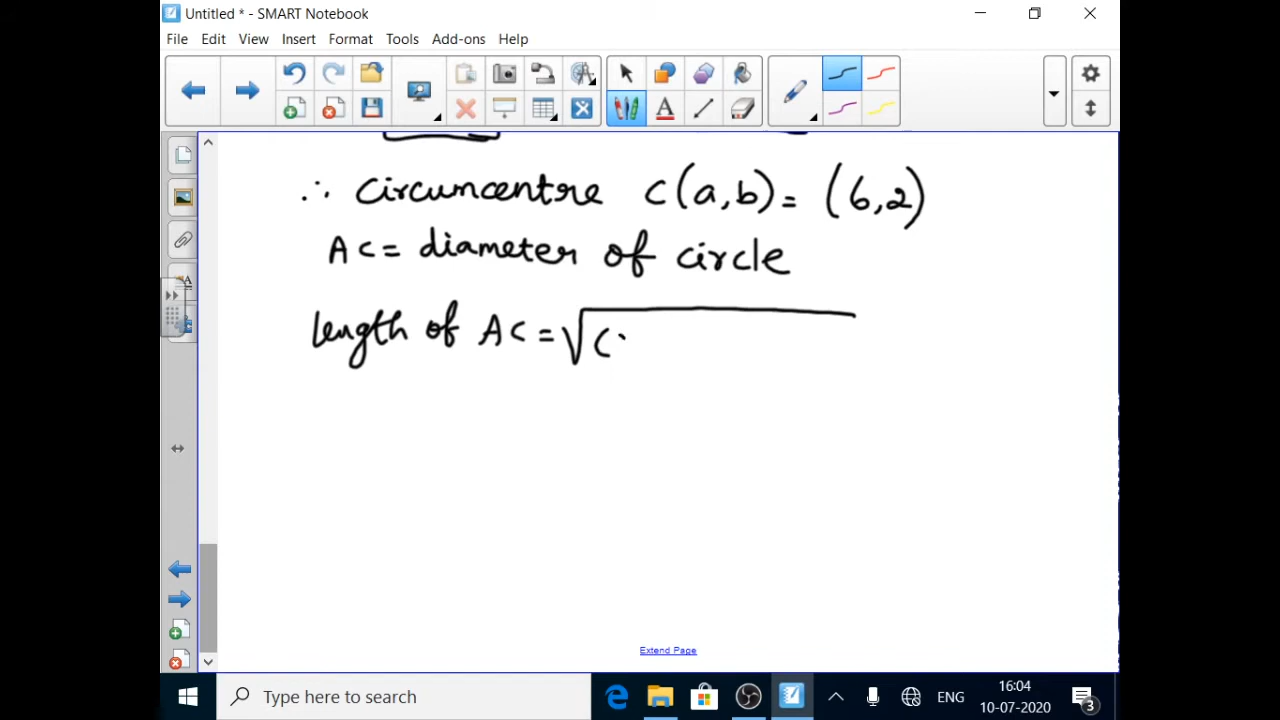 Untitled * - SMART Notebook
File Edit View Insert Format Tools Add-ons Help
∴ Circumcentre C(a,b) = (6,2)
AC = diameter of circle
length of AC = √(
Extend Page
Type here to search
ENG
16:04
10-07-2020
3